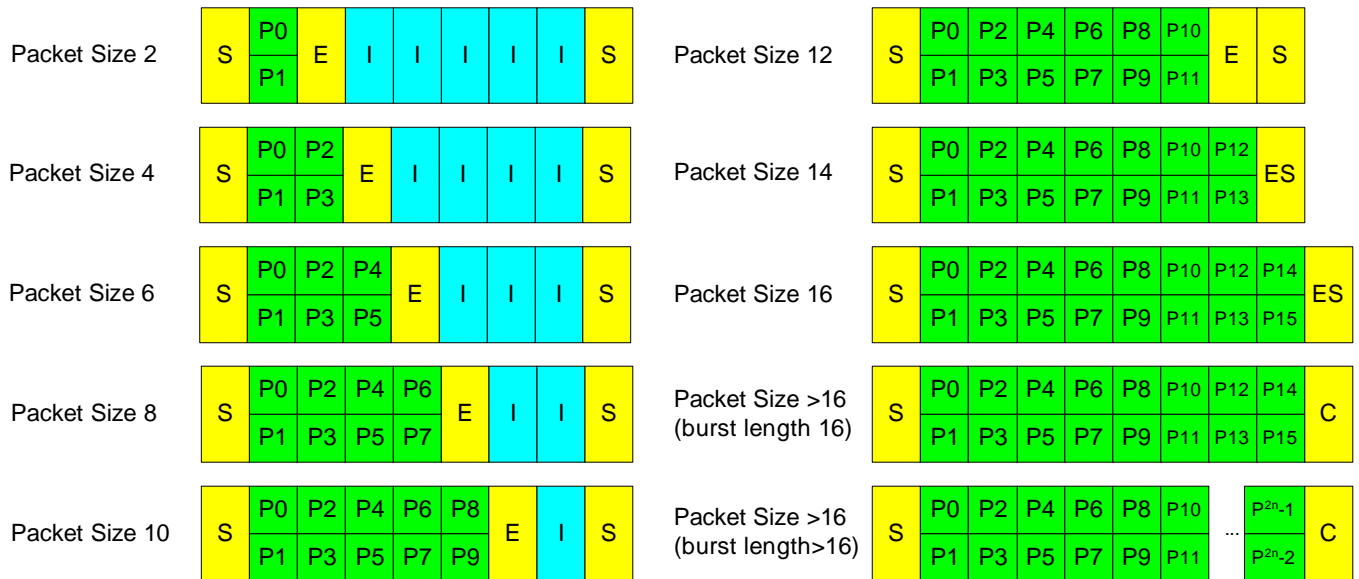 Packet Size 2
S P0 E I I I I I S
P1
Packet Size 4
S P0 P2 E I I I I S
P1 P3
Packet Size 6
S P0 P2 P4 E I I I S
P1 P3 P5
Packet Size 8
S P0 P2 P4 P6 E I I S
P1 P3 P5 P7
Packet Size 10
S P0 P2 P4 P6 P8 E I S
P1 P3 P5 P7 P9
Packet Size 12
S P0 P2 P4 P6 P8 P10 E S
P1 P3 P5 P7 P9 P11
Packet Size 14
S P0 P2 P4 P6 P8 P10 P12 ES
P1 P3 P5 P7 P9 P11 P13
Packet Size 16
S P0 P2 P4 P6 P8 P10 P12 P14 ES
P1 P3 P5 P7 P9 P11 P13 P15
Packet Size >16
(burst length 16)
S P0 P2 P4 P6 P8 P10 P12 P14 C
P1 P3 P5 P7 P9 P11 P13 P15
Packet Size >16
(burst length>16)
S P0 P2 P4 P6 P8 P10 ... P²ⁿ-1 C
P1 P3 P5 P7 P9 P11 P²ⁿ-2